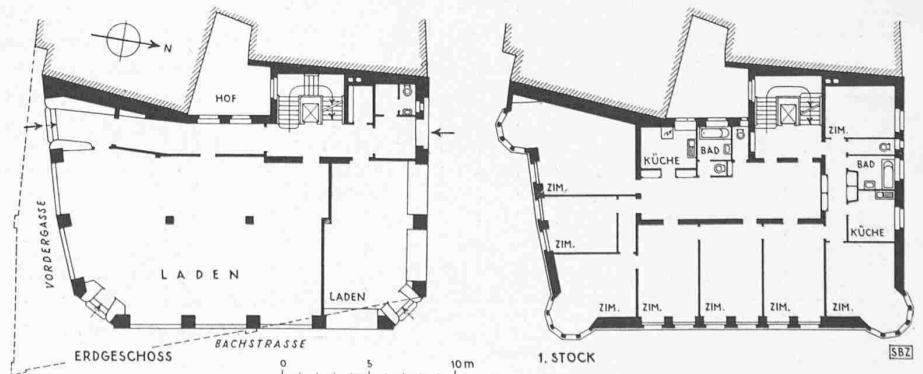 N
HOF
VORDERGASSE
LADEN
LADEN
BACHSTRASSE
ERDGESCHOSS
0 5 10 m
ZIM.
KÜCHE
BAD
BAD
ZIM.
ZIM.
KÜCHE
ZIM.
ZIM.
ZIM.
ZIM.
ZIM.
1. STOCK
SBZ